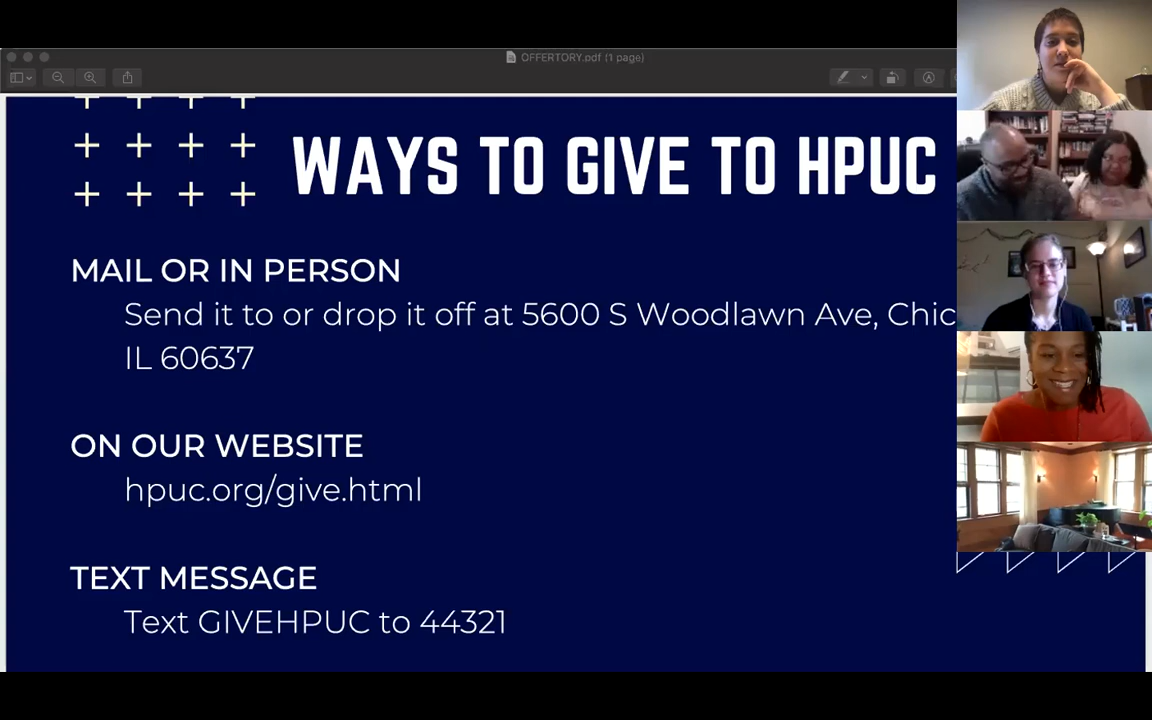 OFFERTORY.pdf (1 page)
WAYS TO GIVE TO HPUC
MAIL OR IN PERSON
Send it to or drop it off at 5600 S Woodlawn Ave, Chic
IL 60637
ON OUR WEBSITE
hpuc.org/give.html
TEXT MESSAGE
Text GIVEHPUC to 44321